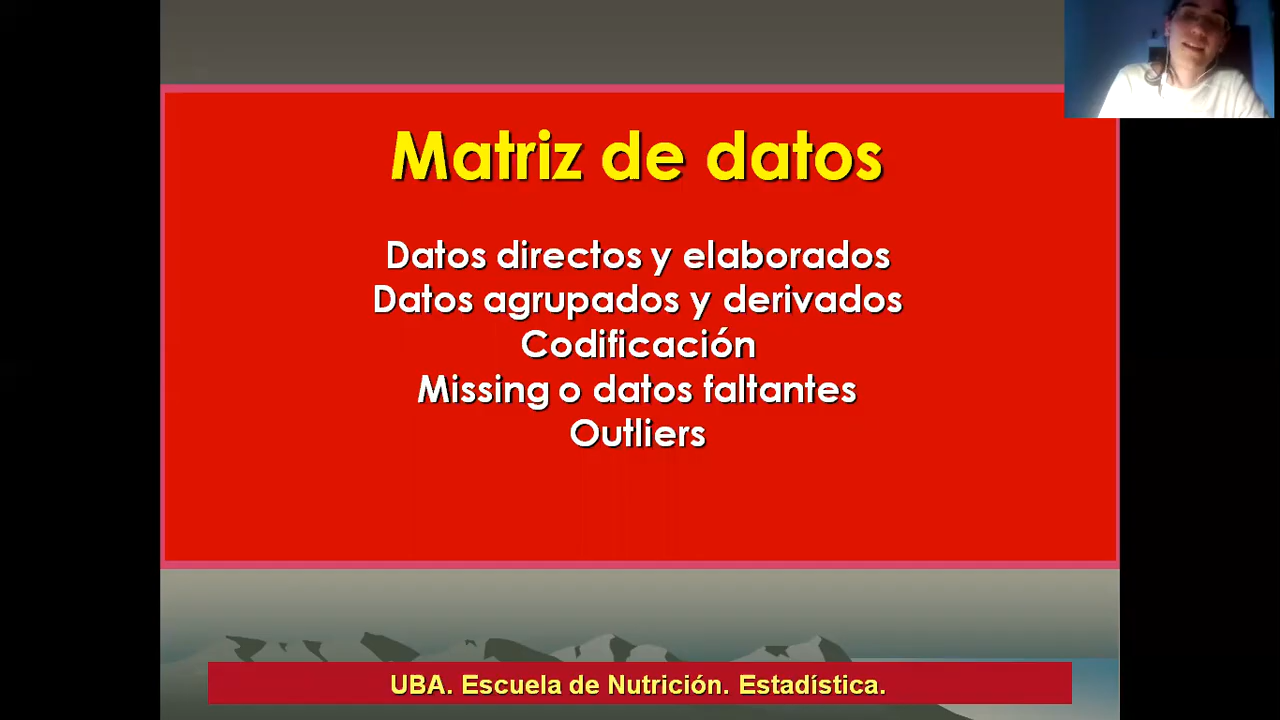 Matriz de datos
Datos directos y elaborados
Datos agrupados y derivados
Codificación
Missing o datos faltantes
Outliers
UBA. Escuela de Nutrición. Estadística.